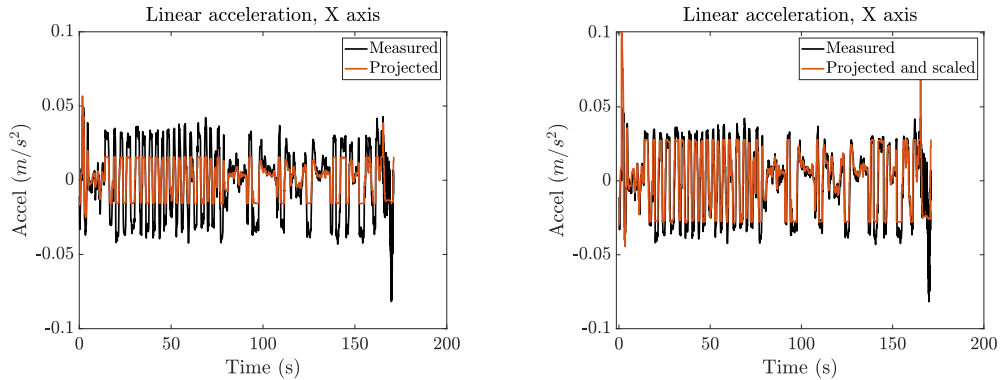 Linear acceleration, X axis
0.1
0.05
0
-0.05
-0.1
Accel (m/s²)
0
50
100
150
200
Time (s)
Measured
Projected
Linear acceleration, X axis
0.1
0.05
0
-0.05
-0.1
Accel (m/s²)
0
50
100
150
200
Time (s)
Measured
Projected and scaled